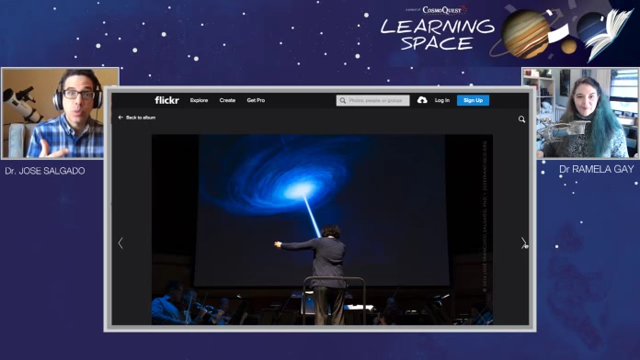 a project of CosmoQuest
LEARNING
SPACE
flickr Explore Create Get Pro Photos, people, or groups Log In Sign Up
← Back to album
Dr. JOSE SALGADO
Dr RAMELA GAY